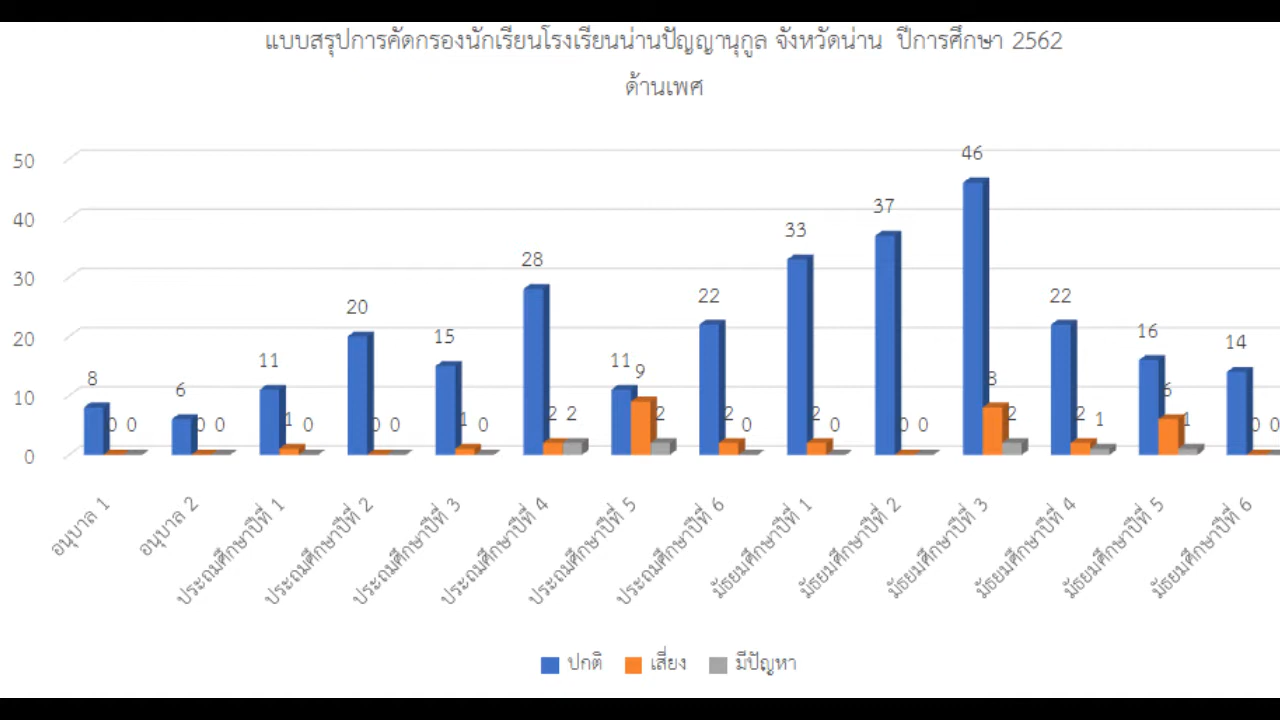 แบบสรุปการคัดกรองนักเรียนโรงเรียนน่านปัญญานุกูล จังหวัดน่าน ปีการศึกษา 2562
ด้านเพศ
50
40
30
20
10
0
8 0 0
6 0 0
11 1 0
20 0 0
15 1 0
28 2 2
11 9 2
22 2 0
33 2 0
37 0 0
46 8 2
22 2 1
16 6 1
14 0 0
อนุบาล 1
อนุบาล 2
ประถมศึกษาปีที่ 1
ประถมศึกษาปีที่ 2
ประถมศึกษาปีที่ 3
ประถมศึกษาปีที่ 4
ประถมศึกษาปีที่ 5
ประถมศึกษาปีที่ 6
มัธยมศึกษาปีที่ 1
มัธยมศึกษาปีที่ 2
มัธยมศึกษาปีที่ 3
มัธยมศึกษาปีที่ 4
มัธยมศึกษาปีที่ 5
มัธยมศึกษาปีที่ 6
ปกติ เสี่ยง มีปัญหา